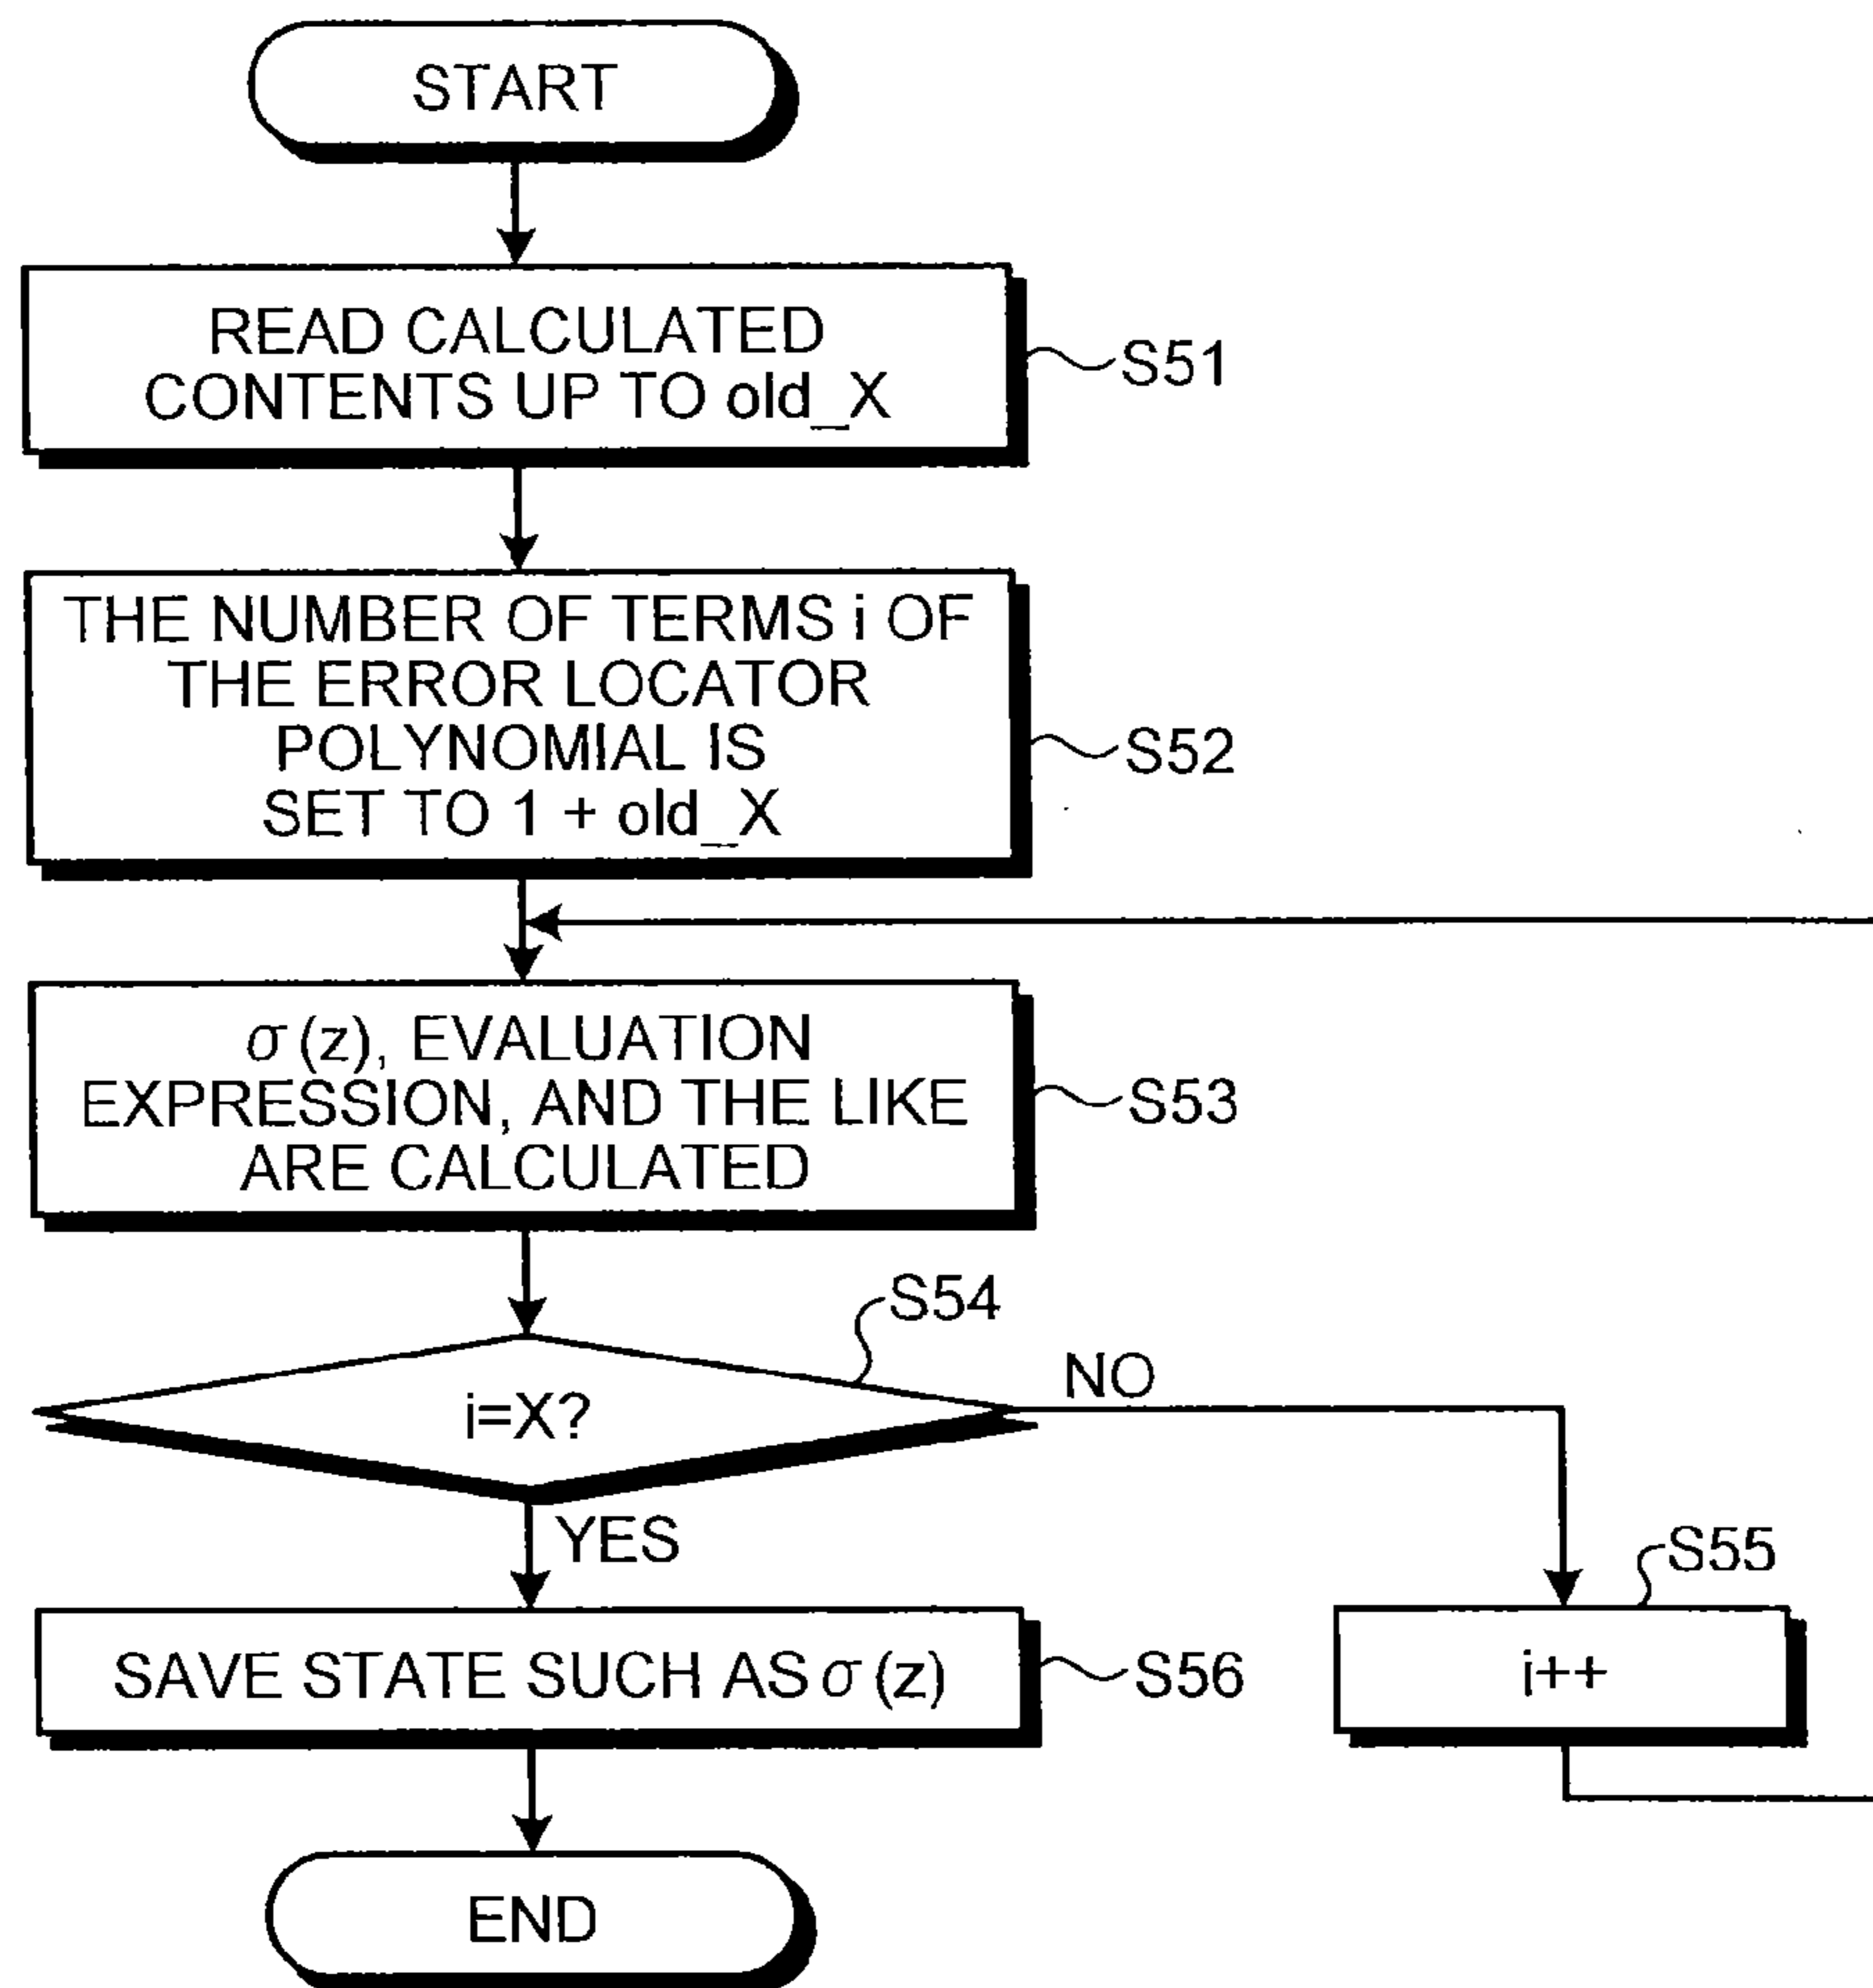 START
READ CALCULATED
CONTENTS UP TO old_X
S51
THE NUMBER OF TERMS i OF
THE ERROR LOCATOR
POLYNOMIAL IS
SET TO 1 + old_X
S52
σ(z), EVALUATION
EXPRESSION, AND THE LIKE
ARE CALCULATED
S53
S54
i=X?
NO
YES
S55
i++
SAVE STATE SUCH AS σ(z)
S56
END